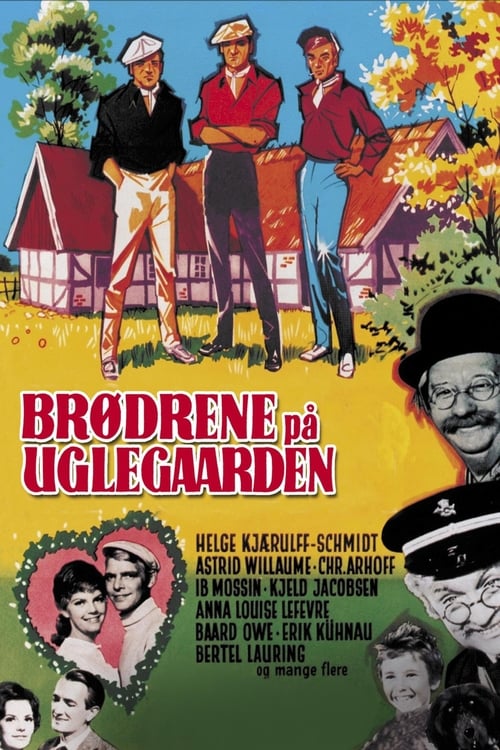 BRØDRENE på
UGLEGAARDEN
HELGE KJÆRULFF-SCHMIDT
ASTRID WILLAUME · CHR. ARHOFF
IB MOSSIN · KJELD JACOBSEN
ANNA LOUISE LEFEVRE
BAARD OWE · ERIK KÜHNAU
BERTEL LAURING
og mange flere